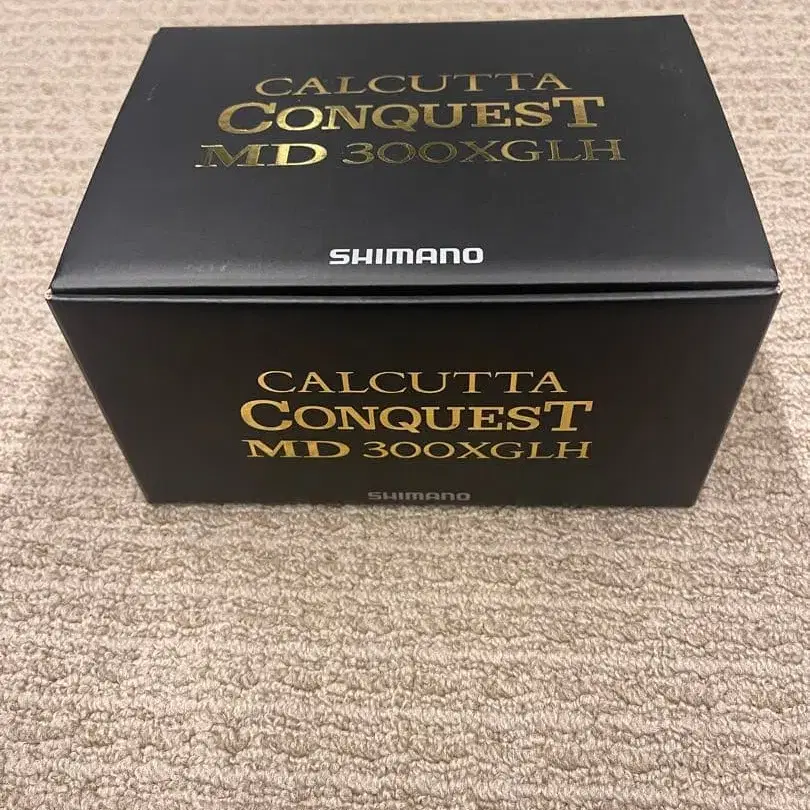 CALCUTTA
CONQUEST
MD 300XGLH
SHIMANO
CALCUTTA
CONQUEST
MD 300XGLH
SHIMANO